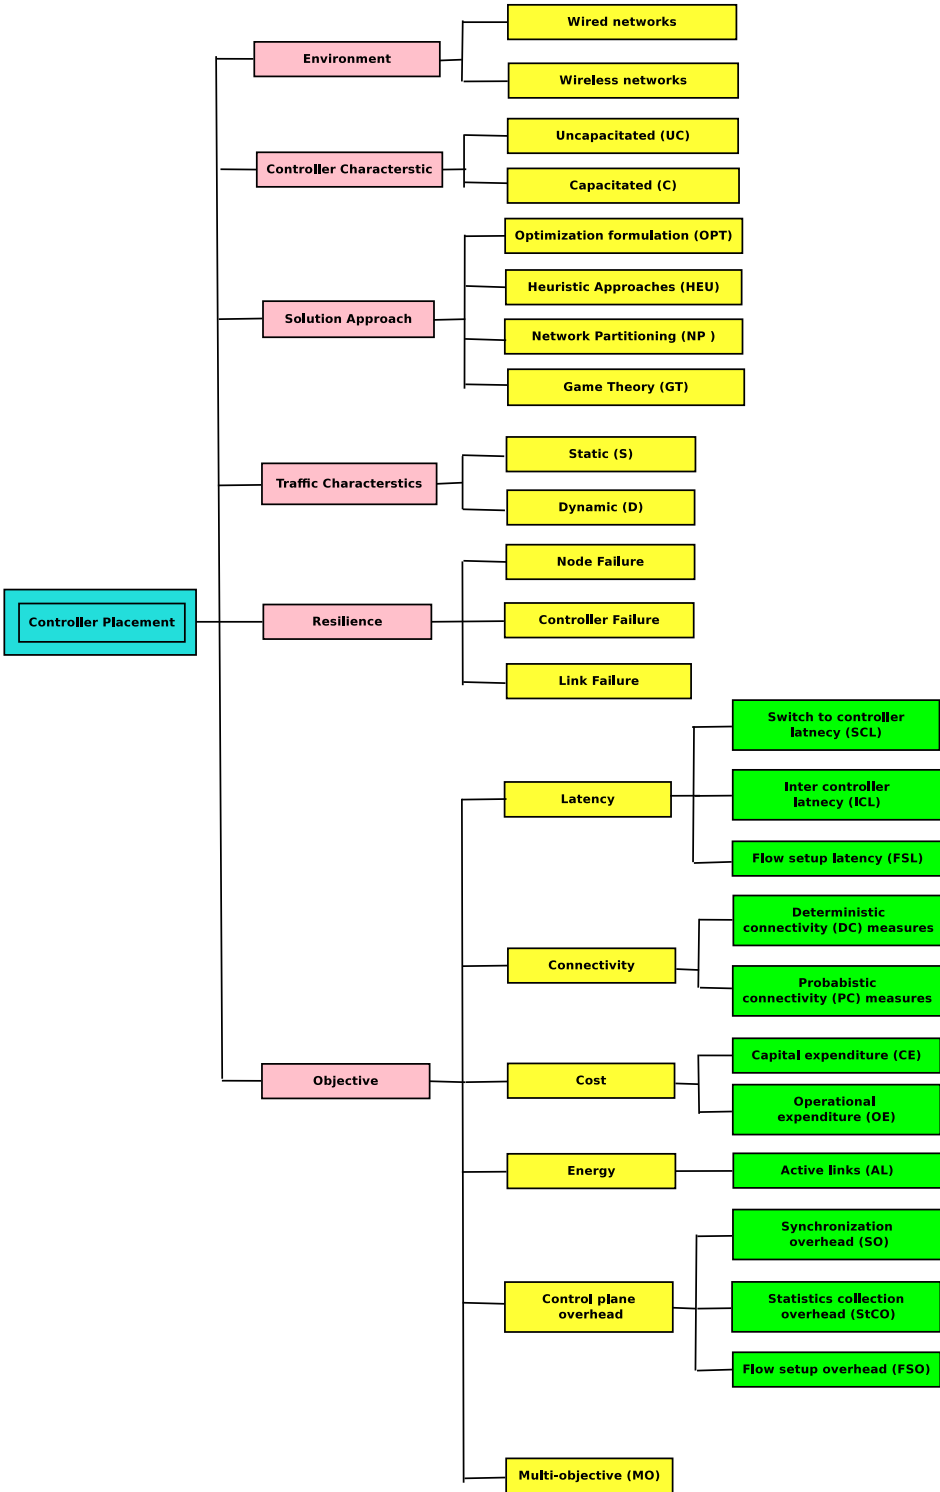 Wired networks
Environment
Wireless networks
Uncapacitated (UC)
Controller Characterstic
Capacitated (C)
Optimization formulation (OPT)
Heuristic Approaches (HEU)
Solution Approach
Network Partitioning (NP )
Game Theory (GT)
Static (S)
Traffic Characterstics
Dynamic (D)
Node Failure
Controller Placement
Resilience
Controller Failure
Link Failure
Switch to controller
latnecy (SCL)
Latency
Inter controller
latnecy (ICL)
Flow setup latency (FSL)
Deterministic
connectivity (DC) measures
Connectivity
Probabistic
connectivity (PC) measures
Capital expenditure (CE)
Objective
Cost
Operational
expenditure (OE)
Energy
Active links (AL)
Synchronization
overhead (SO)
Control plane
overhead
Statistics collection
overhead (StCO)
Flow setup overhead (FSO)
Multi-objective (MO)